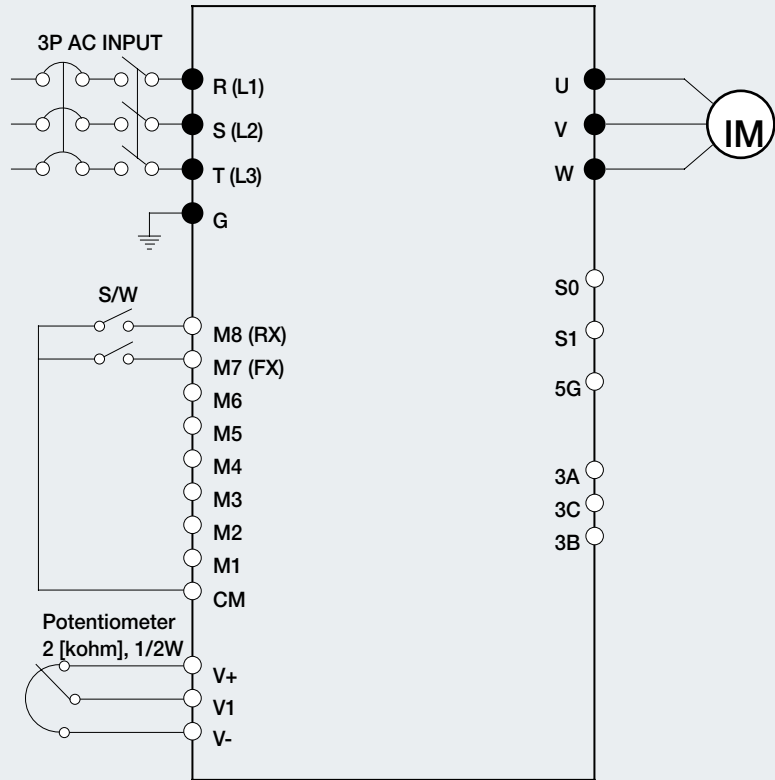 3P AC INPUT
R (L1)
S (L2)
T (L3)
G
S/W
M8 (RX)
M7 (FX)
M6
M5
M4
M3
M2
M1
CM
Potentiometer
2 [kohm], 1/2W
V+
V1
V-
U
V
W
IM
S0
S1
5G
3A
3C
3B